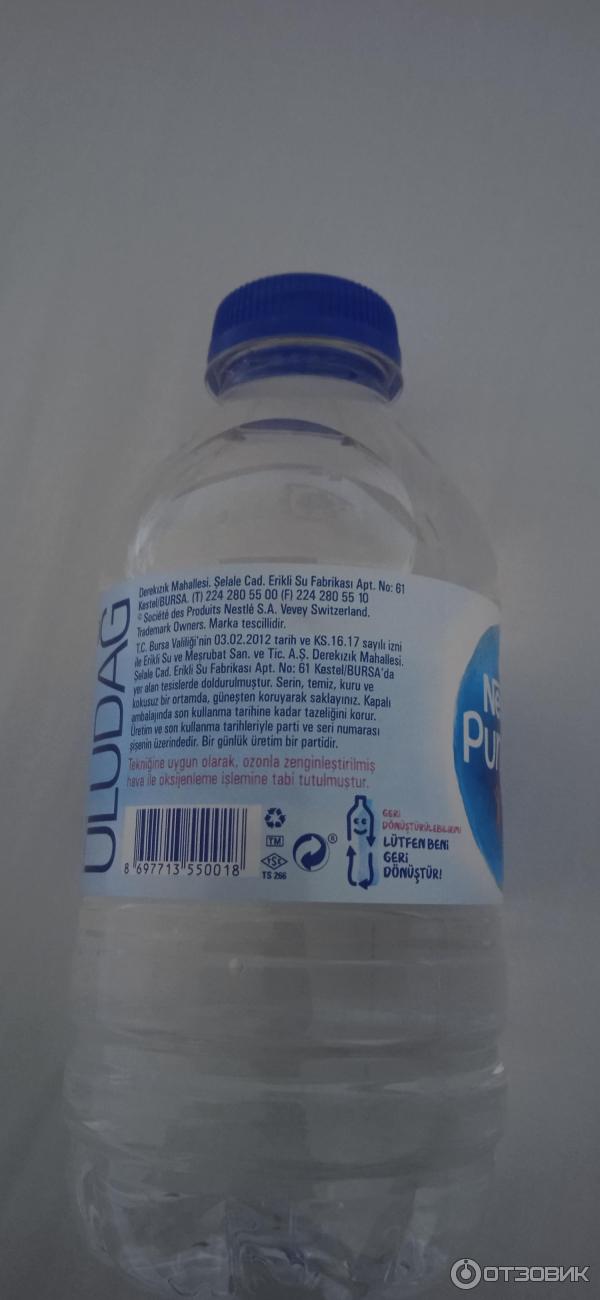 ULUDAG
Derekızık Mahallesi. Şelale Cad. Erikli Su Fabrikası Apt. No: 61
Kestel/BURSA. (T) 224 280 55 00 (F) 224 280 55 10
© Société des Produits Nestlé S.A. Vevey Switzerland.
Trademark Owners. Marka tescillidir.
T.C. Bursa Valiliği'nin 03.02.2012 tarih ve KS.16.17 sayılı izni
ile Erikli Su ve Meşrubat San. ve Tic. A.Ş. Derekızık Mahallesi.
Şelale Cad. Erikli Su Fabrikası Apt. No: 61 Kestel/BURSA'da
yer alan tesislerde doldurulmuştur. Serin, temiz, kuru ve
kokusuz bir ortamda, güneşten koruyarak saklayınız. Kapalı
ambalajında son kullanma tarihine kadar tazeliğini korur.
Üretim ve son kullanma tarihleriyle parti ve seri numarası
şişenin üzerindedir. Bir günlük üretim bir partidir.
Tekniğine uygun olarak, ozonla zenginleştirilmiş
hava ile oksijenleme işlemine tabi tutulmuştur.
8 697713 550018
TM
TSE
TS 266
®
GERİ
DÖNÜŞTÜRÜLEBİLİRİM!
LÜTFEN BENİ
GERİ
DÖNÜŞTÜR!
Ne
Pur
ОТЗОВИК